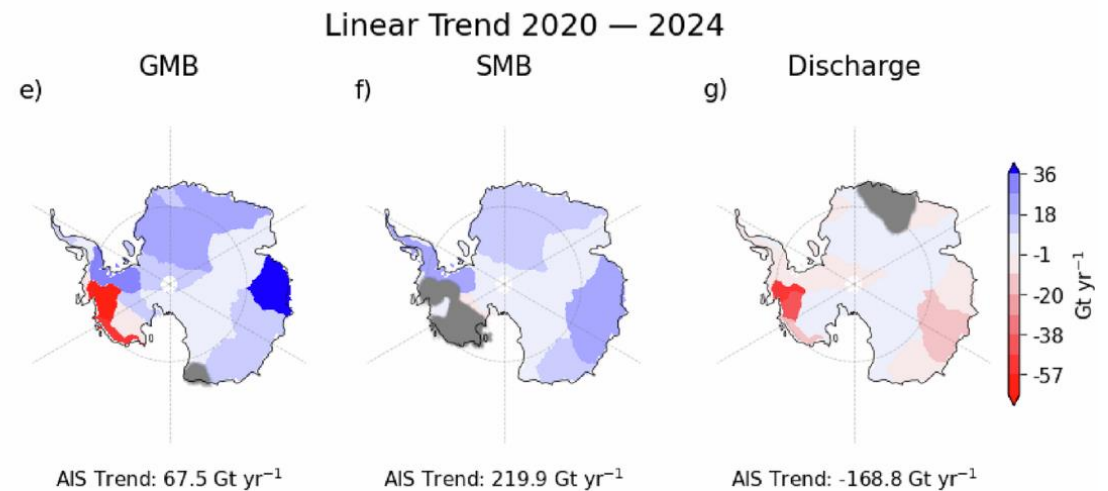 Linear Trend 2020 — 2024
GMB
SMB
Discharge
e)
f)
g)
36
18
-1
-20
-38
-57
Gt yr⁻¹
AIS Trend: 67.5 Gt yr⁻¹
AIS Trend: 219.9 Gt yr⁻¹
AIS Trend: -168.8 Gt yr⁻¹